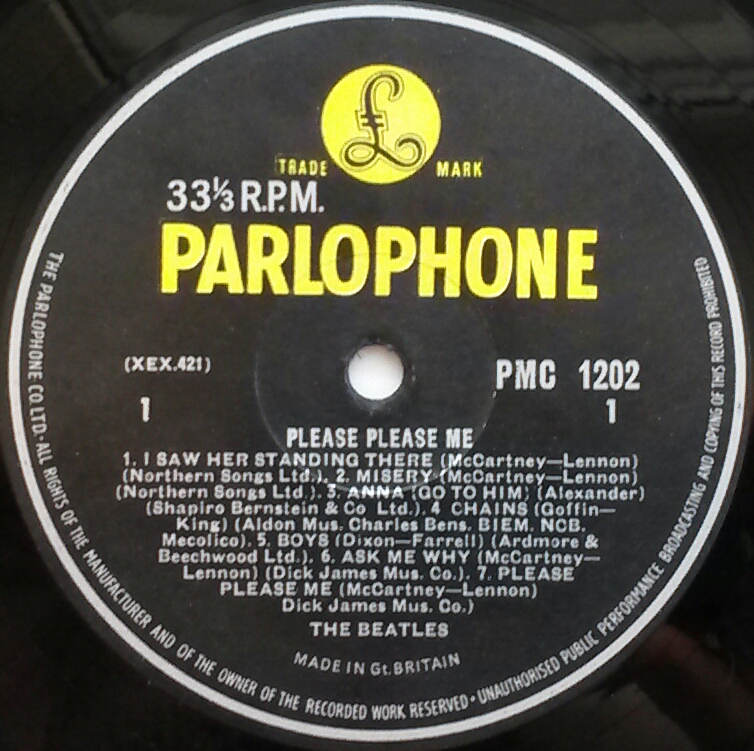 £
TRADE MARK
33⅓ R.P.M.
PARLOPHONE
(XEX.421)
PMC 1202
1
1
PLEASE PLEASE ME
1. I SAW HER STANDING THERE (McCartney—Lennon)
(Northern Songs Ltd.). 2. MISERY (McCartney—Lennon)
(Northern Songs Ltd.). 3. ANNA (GO TO HIM) (Alexander)
(Shapiro Bernstein & Co Ltd.). 4 CHAINS (Goffin—
King) (Aldon Mus. Charles Bens. BIEM. NCB.
Mecolico). 5. BOYS (Dixon—Farrell) (Ardmore &
Beechwood Ltd.). 6. ASK ME WHY (McCartney—
Lennon) (Dick James Mus. Co.). 7. PLEASE
PLEASE ME (McCartney—Lennon)
Dick James Mus. Co.)
THE BEATLES
MADE IN Gt. BRITAIN
THE PARLOPHONE CO. LTD. · ALL RIGHTS OF THE MANUFACTURER AND OF THE OWNER OF THE RECORDED WORK RESERVED · UNAUTHORISED PUBLIC PERFORMANCE BROADCASTING AND COPYING OF THIS RECORD PROHIBITED